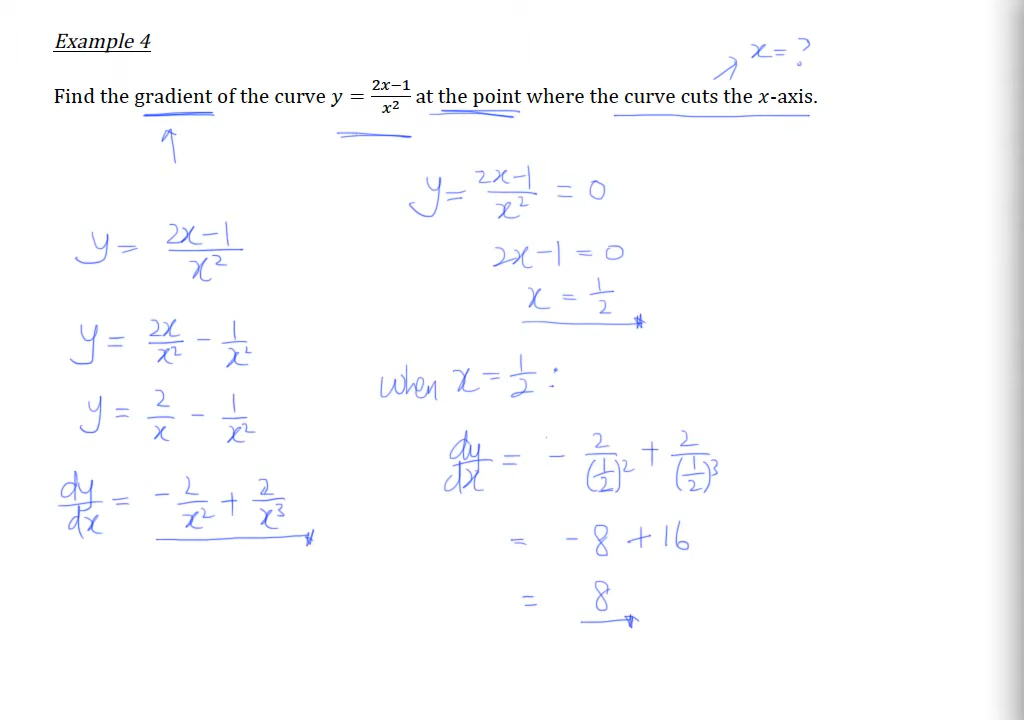 Example 4
x = ?
Find the gradient of the curve y = (2x−1)/x² at the point where the curve cuts the x-axis.
y = (2x−1)/x²
y = 2x/x² − 1/x²
y = 2/x − 1/x²
dy/dx = −2/x² + 2/x³
y = (2x−1)/x² = 0
2x−1 = 0
x = 1/2
when x = 1/2 :
dy/dx = −2/(1/2)² + 2/(1/2)³
= −8 + 16
= 8